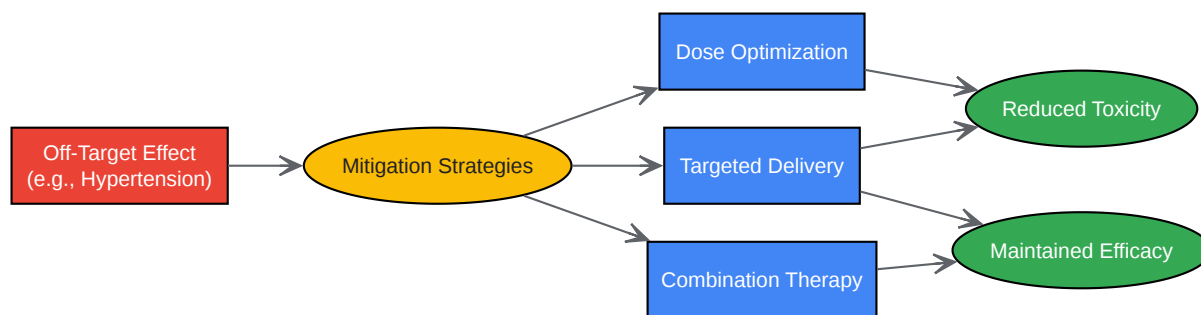 Off-Target Effect
(e.g., Hypertension)
Mitigation Strategies
Dose Optimization
Targeted Delivery
Combination Therapy
Reduced Toxicity
Maintained Efficacy